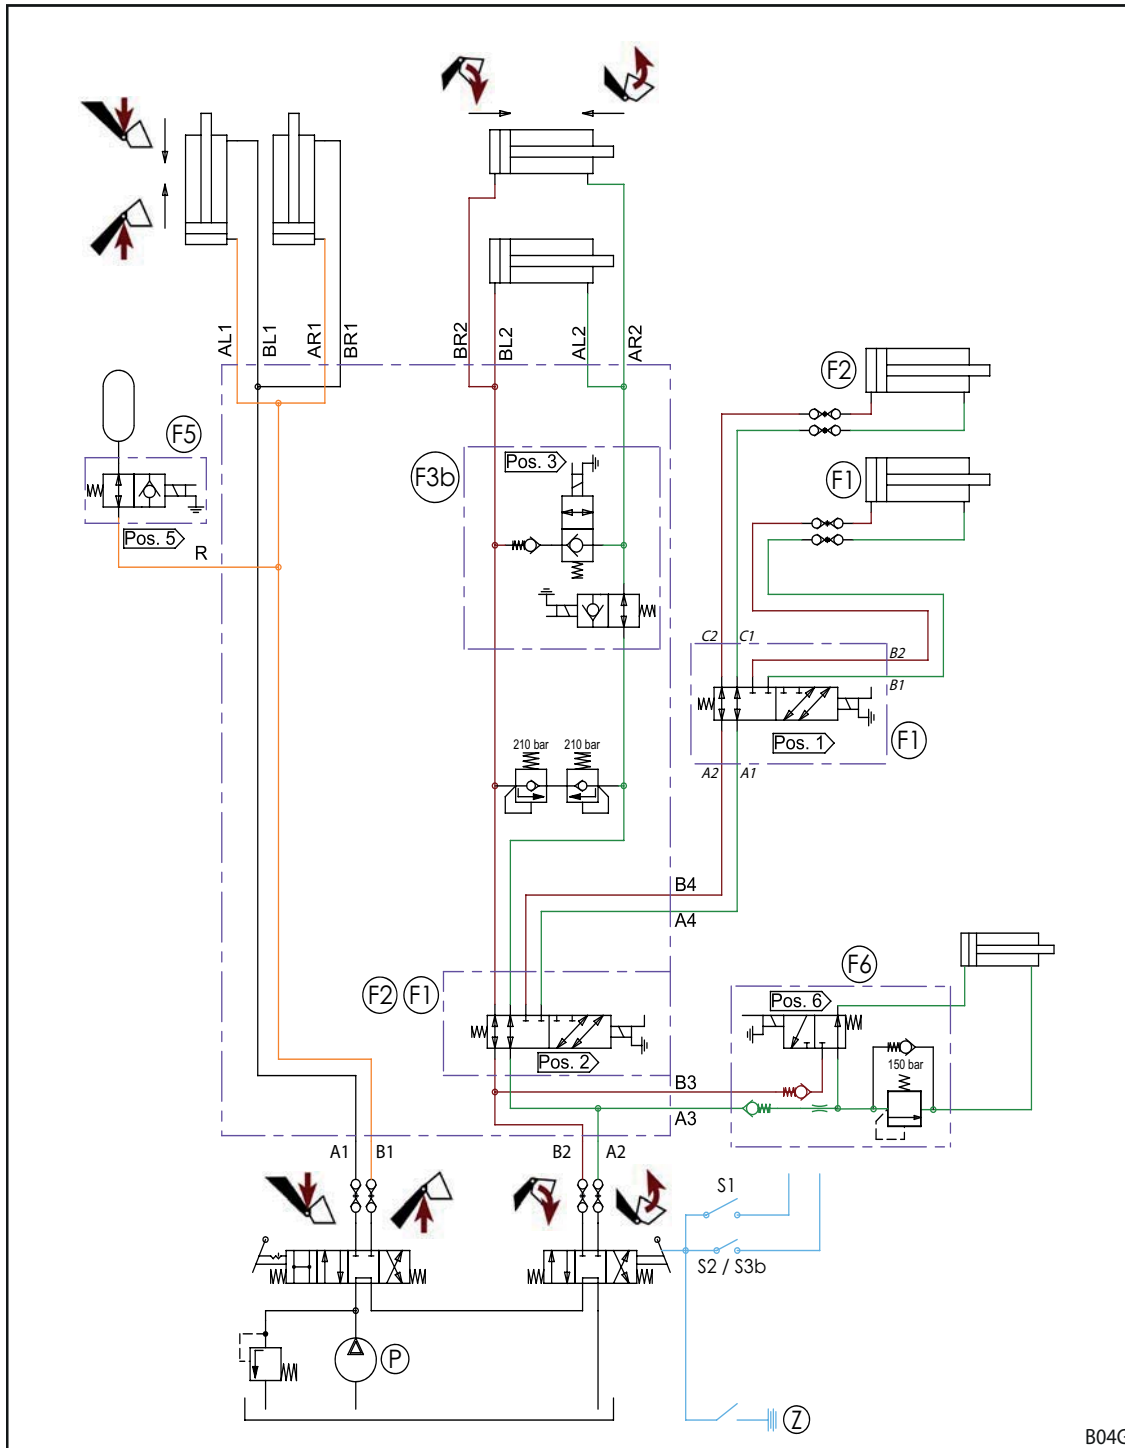 AL1
BL1
AR1
BR1
BR2
BL2
AL2
AR2
F2
F5
F3b
Pos. 3
F1
Pos. 5
R
C2
C1
B2
B1
Pos. 1
F1
210 bar
210 bar
A2
A1
B4
A4
F2
F1
F6
Pos. 6
Pos. 2
150 bar
B3
A3
A1
B1
B2
A2
S1
S2 / S3b
P
Z